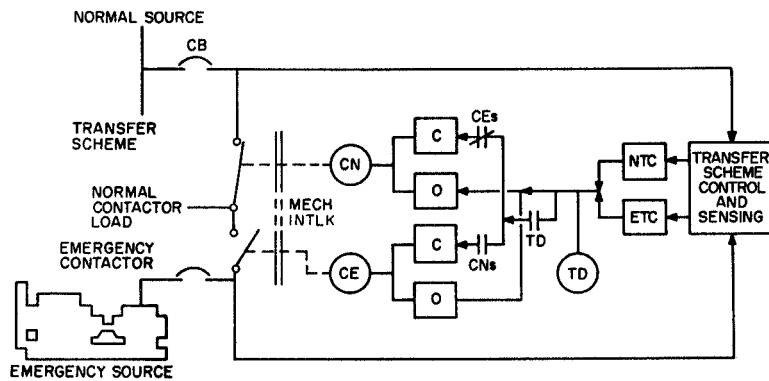 NORMAL SOURCE
CB
TRANSFER
SCHEME
C
CEs
CN
O
NTC
TRANSFER
SCHEME
CONTROL
AND
SENSING
NORMAL
CONTACTOR
LOAD
MECH
INTLK
ETC
TD
EMERGENCY
CONTACTOR
C
CNs
CE
O
TD
EMERGENCY SOURCE